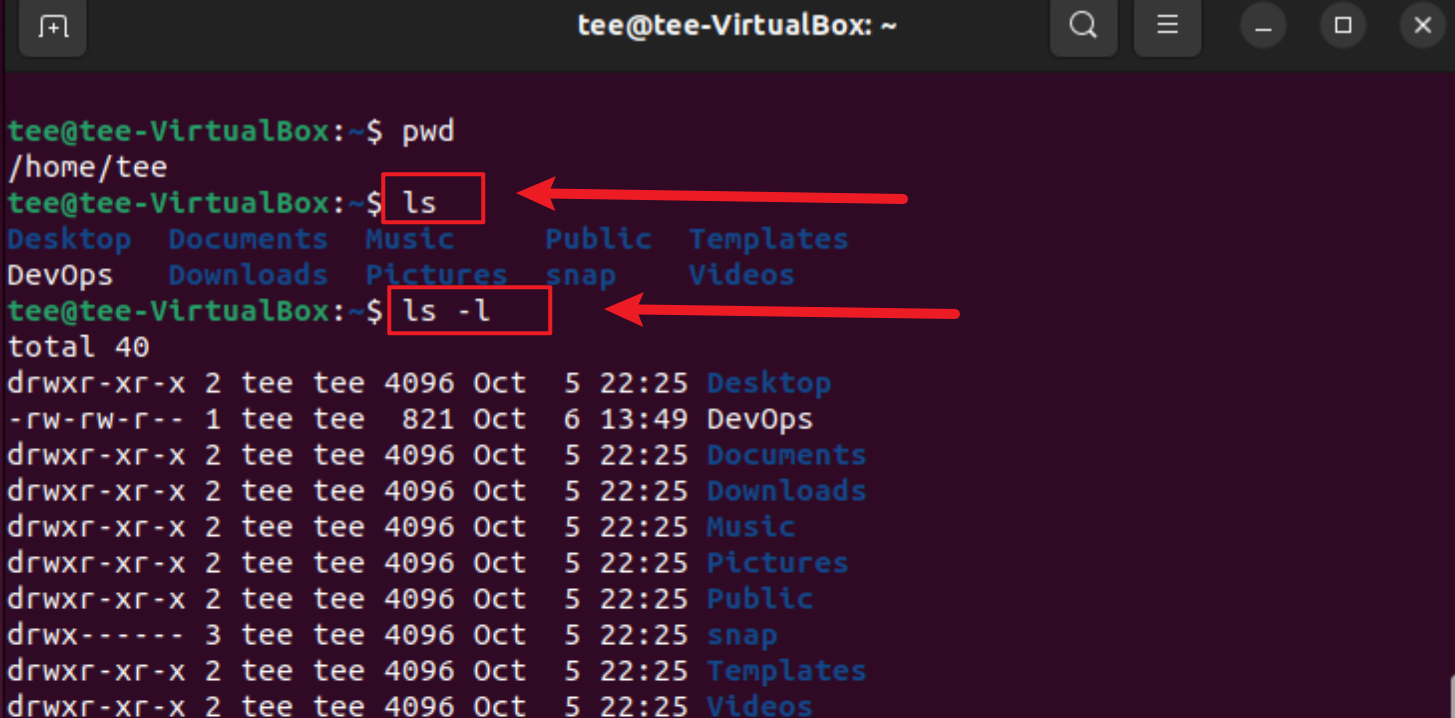 tee@tee-VirtualBox: ~
tee@tee-VirtualBox:~$ pwd
/home/tee
tee@tee-VirtualBox:~$ ls
Desktop  Documents  Music     Public  Templates
DevOps   Downloads  Pictures  snap    Videos
tee@tee-VirtualBox:~$ ls -l
total 40
drwxr-xr-x 2 tee tee 4096 Oct  5 22:25 Desktop
-rw-rw-r-- 1 tee tee  821 Oct  6 13:49 DevOps
drwxr-xr-x 2 tee tee 4096 Oct  5 22:25 Documents
drwxr-xr-x 2 tee tee 4096 Oct  5 22:25 Downloads
drwxr-xr-x 2 tee tee 4096 Oct  5 22:25 Music
drwxr-xr-x 2 tee tee 4096 Oct  5 22:25 Pictures
drwxr-xr-x 2 tee tee 4096 Oct  5 22:25 Public
drwx------ 3 tee tee 4096 Oct  5 22:25 snap
drwxr-xr-x 2 tee tee 4096 Oct  5 22:25 Templates
drwxr-xr-x 2 tee tee 4096 Oct  5 22:25 Videos